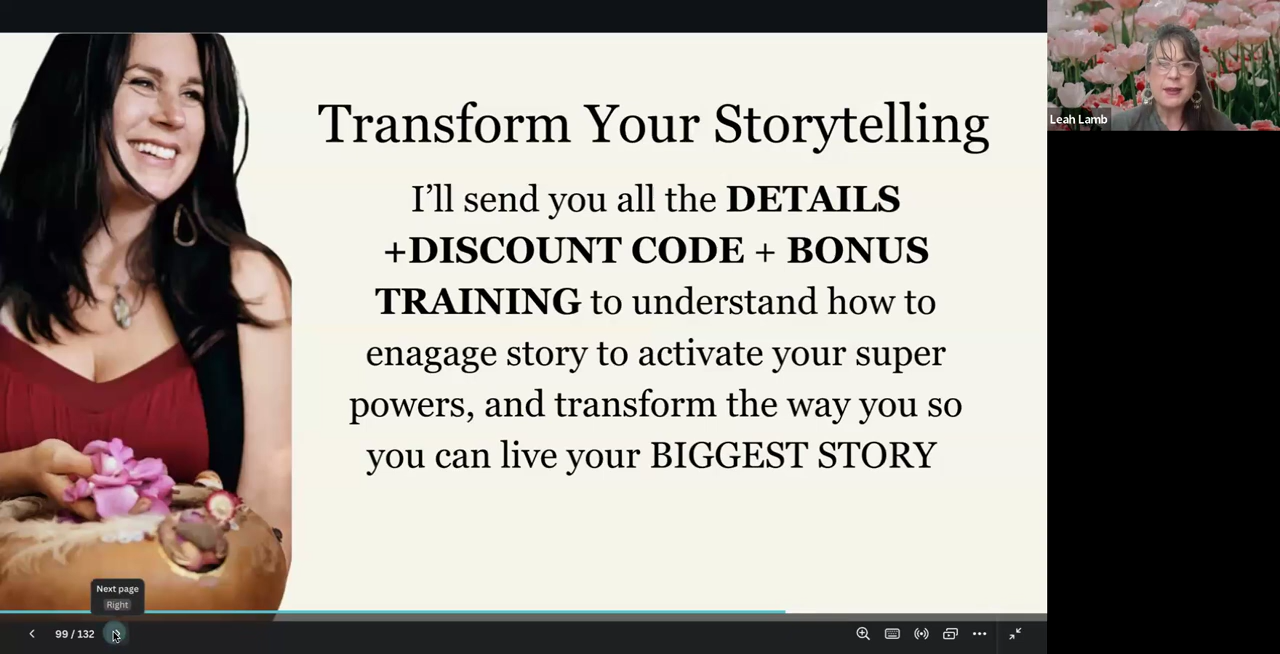 Transform Your Storytelling
I’ll send you all the DETAILS
+DISCOUNT CODE + BONUS
TRAINING to understand how to
enagage story to activate your super
powers, and transform the way you so
you can live your BIGGEST STORY
Leah Lamb
Next page
Right
99 / 132